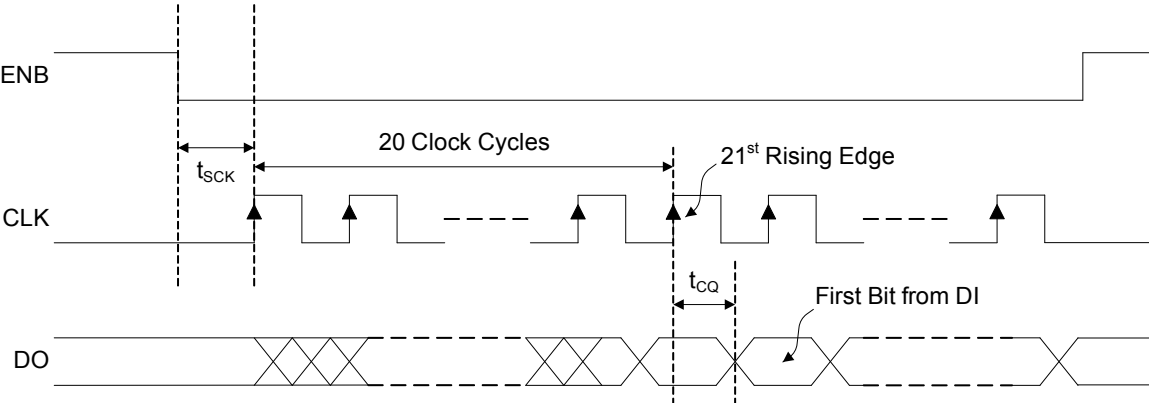 ENB
20 Clock Cycles
21st Rising Edge
tSCK
CLK
tCQ
First Bit from DI
DO